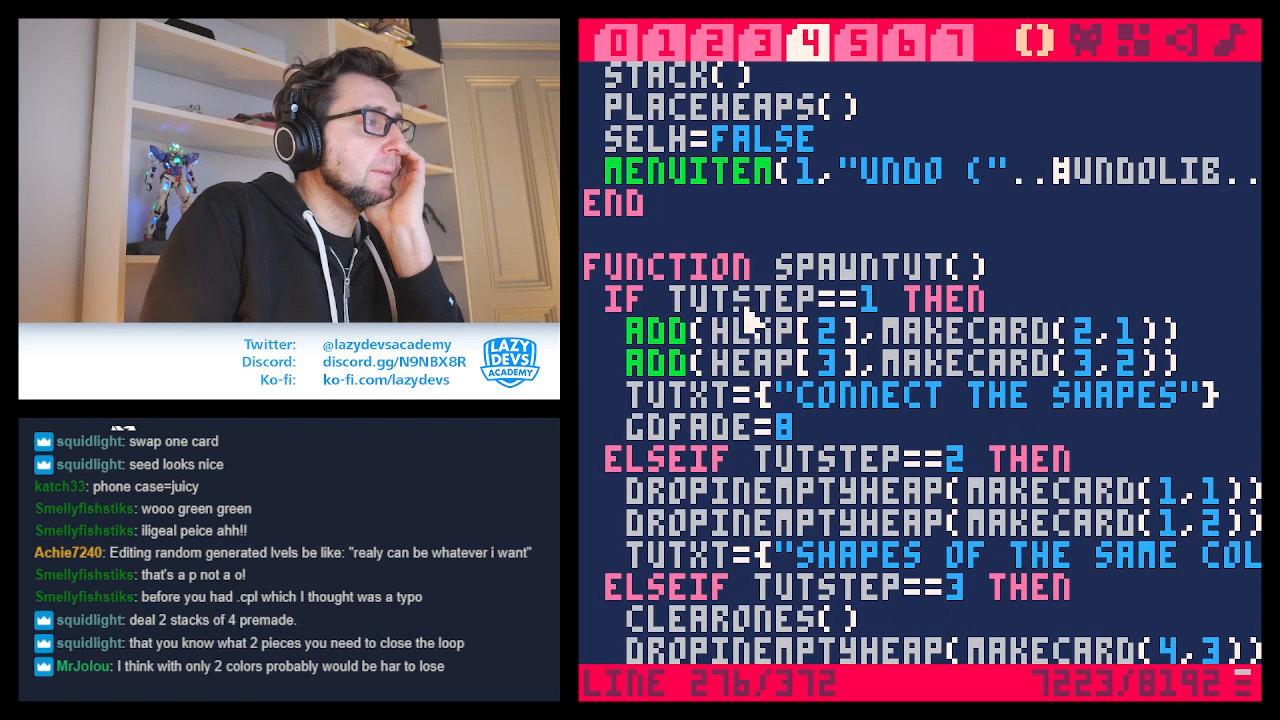 Twitter: @lazydevsacademy
Discord: discord.gg/N9NBX8R
Ko-fi: ko-fi.com/lazydevs
LAZY
DEVS
ACADEMY
squidlight: swap one card
squidlight: seed looks nice
katch33: phone case=juicy
Smellyfishstiks: wooo green green
Smellyfishstiks: iligeal peice ahh!!
Achie7240: Editing random generated lvels be like: "realy can be whatever i want"
Smellyfishstiks: that's a p not a o!
Smellyfishstiks: before you had .cpl which I thought was a typo
squidlight: deal 2 stacks of 4 premade.
squidlight: that you know what 2 pieces you need to close the loop
MrJolou: I think with only 2 colors probably would be har to lose
0 1 2 3 4 5 6 7 ()
STACK()
PLACEHEAPS()
SELH=FALSE
MENUITEM(1,"UNDO ("..#UNDOLIB..
END
FUNCTION SPAWNTUT()
IF TUTSTEP==1 THEN
ADD(HEAP[2],MAKECARD(2,1))
ADD(HEAP[3],MAKECARD(3,2))
TUTXT={"CONNECT THE SHAPES"}
GOFADE=8
ELSEIF TUTSTEP==2 THEN
DROPINEMPTYHEAP(MAKECARD(1,1))
DROPINEMPTYHEAP(MAKECARD(1,2))
TUTXT={"SHAPES OF THE SAME COL
ELSEIF TUTSTEP==3 THEN
CLEARONES()
DROPINEMPTYHEAP(MAKECARD(4,3))
LINE 276/372 7223/8192